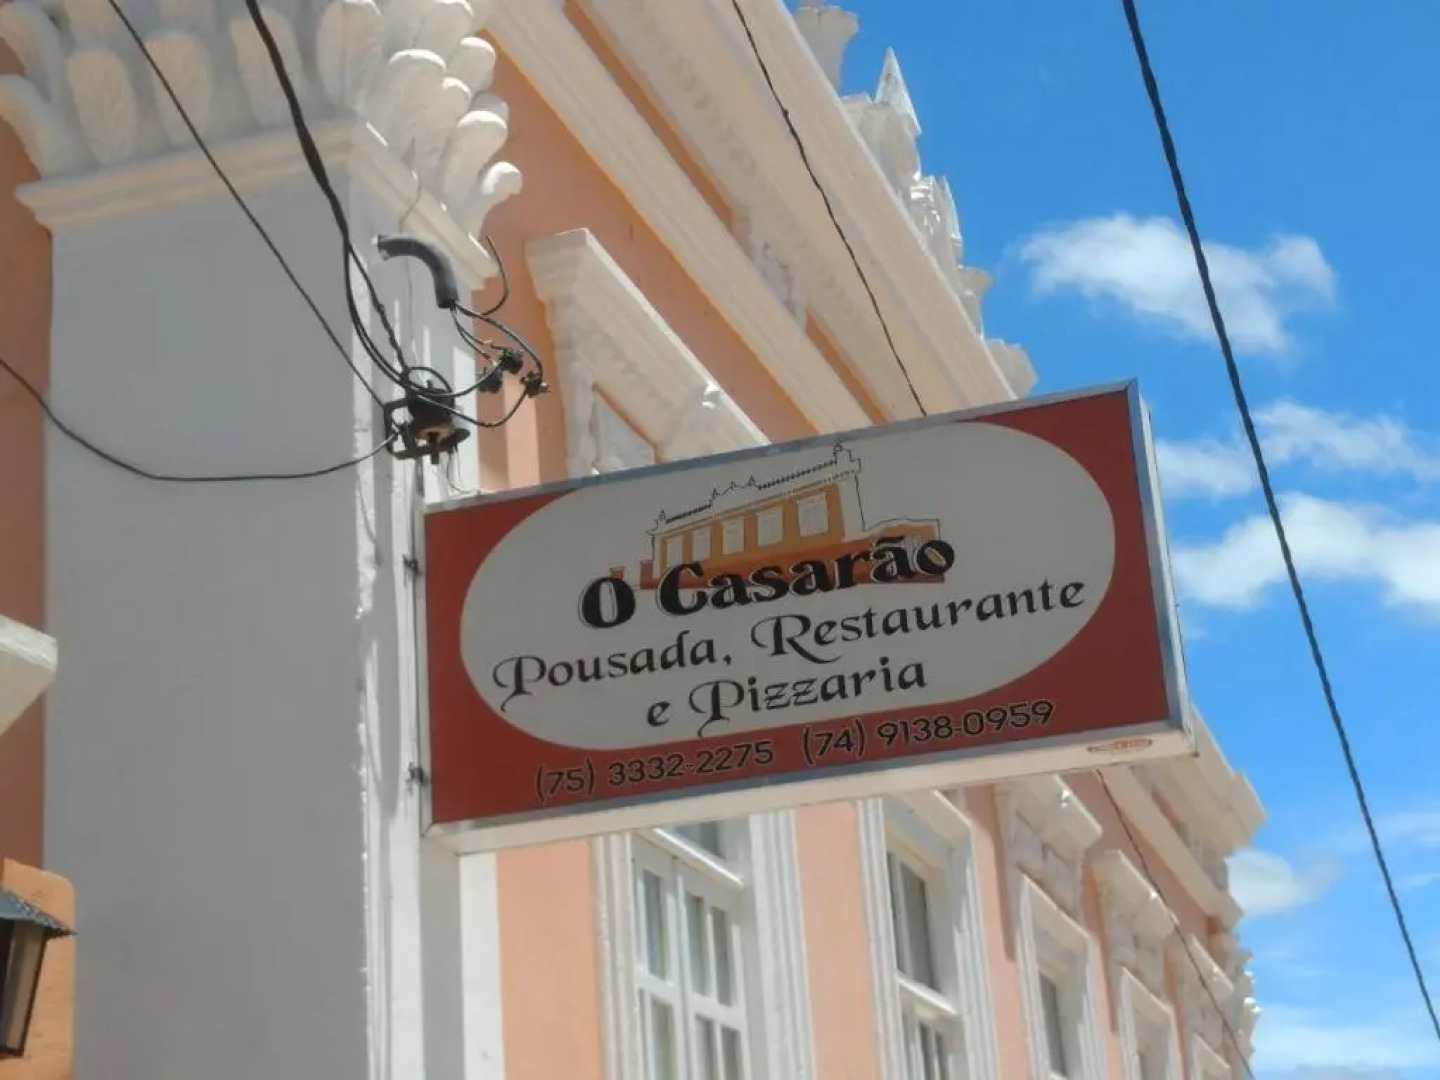 O Casarão
Pousada, Restaurante
e Pizzaria
(75) 3332-2275 (74) 9138-0959